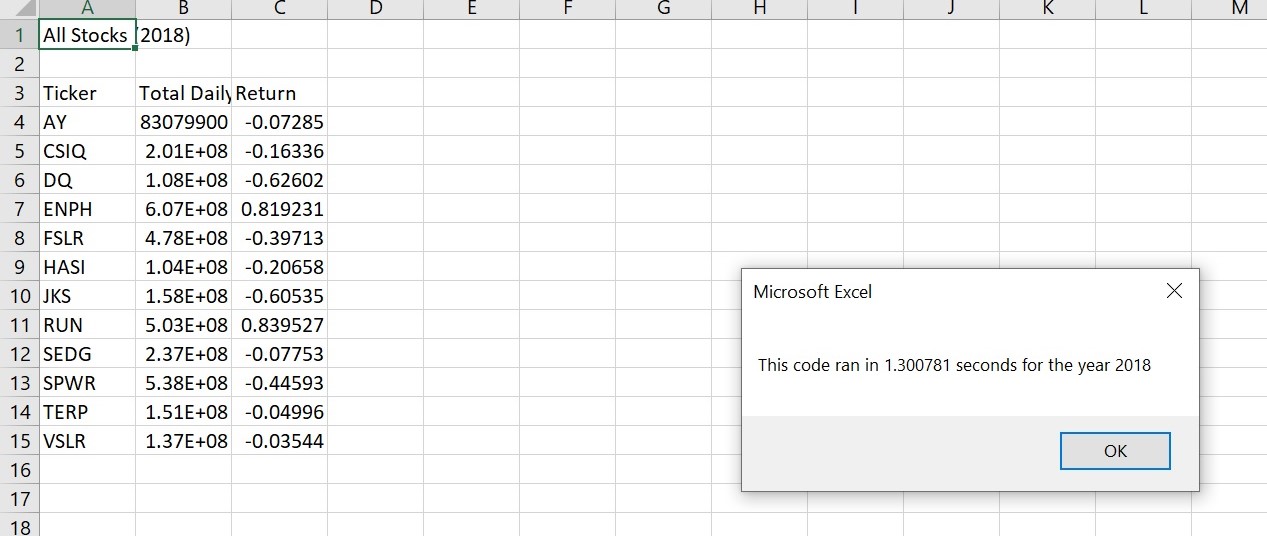 A B C D E F G H I J K L M
1 All Stocks (2018)
2
3 Ticker Total Daily Return
4 AY 83079900 -0.07285
5 CSIQ 2.01E+08 -0.16336
6 DQ 1.08E+08 -0.62602
7 ENPH 6.07E+08 0.819231
8 FSLR 4.78E+08 -0.39713
9 HASI 1.04E+08 -0.20658
10 JKS 1.58E+08 -0.60535
11 RUN 5.03E+08 0.839527
12 SEDG 2.37E+08 -0.07753
13 SPWR 5.38E+08 -0.44593
14 TERP 1.51E+08 -0.04996
15 VSLR 1.37E+08 -0.03544
16
17
18
Microsoft Excel
This code ran in 1.300781 seconds for the year 2018
OK